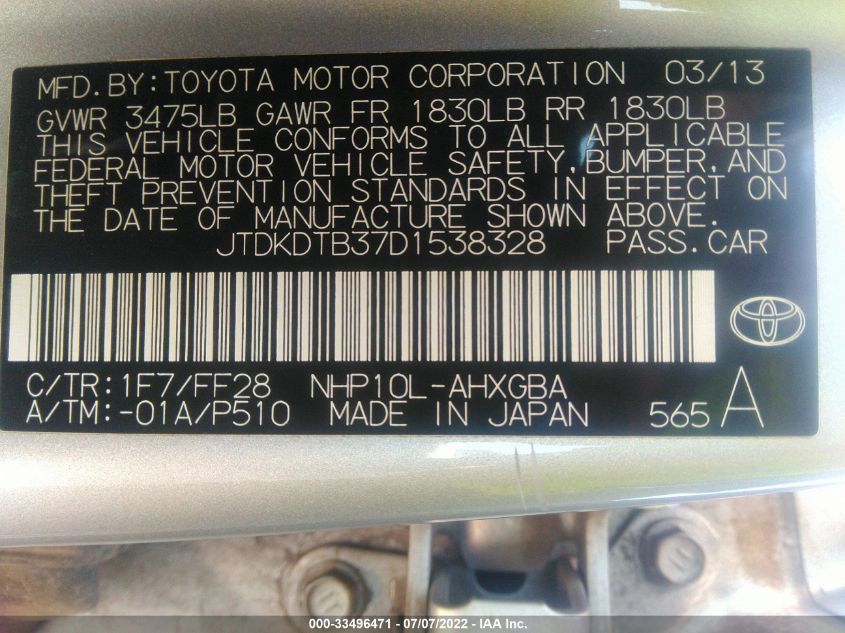 MFD. BY: TOYOTA MOTOR CORPORATION 03/13
GVWR 3475LB GAWR FR 1830LB RR 1830LB
THIS VEHICLE CONFORMS TO ALL APPLICABLE
FEDERAL MOTOR VEHICLE SAFETY, BUMPER, AND
THEFT PREVENTION STANDARDS IN EFFECT ON
THE DATE OF MANUFACTURE SHOWN ABOVE.
JTDKDTB37D1538328 PASS. CAR
C/TR: 1F7/FF28 NHP10L-AHXGBA
A/TM: -01A/P510 MADE IN JAPAN 565 A
000-33496471 - 07/07/2022 - IAA Inc.